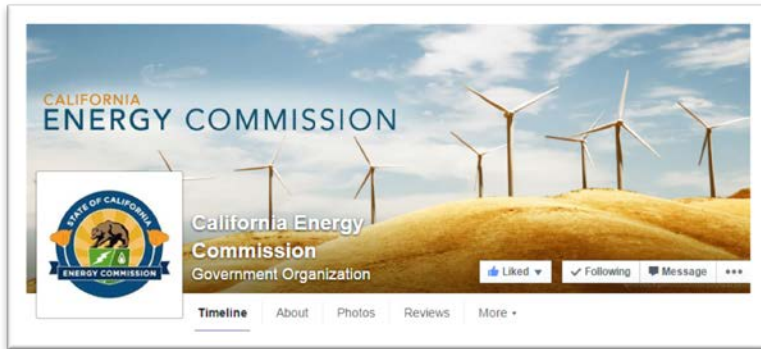 CALIFORNIA
ENERGY COMMISSION
STATE OF CALIFORNIA
ENERGY COMMISSION
California Energy
Commission
Government Organization
Liked
Following
Message
Timeline
About
Photos
Reviews
More